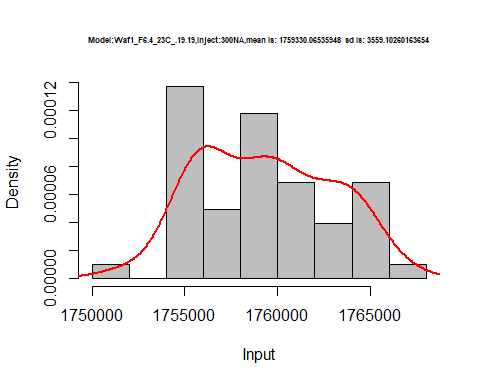 Model:Waf1_F6.4_23C_.19.19,Inject:300NA,mean is: 1759330.06535948 sd is: 3559.10260163654
Density
0.00012
0.00006
0.00000
1750000 1755000 1760000 1765000
Input